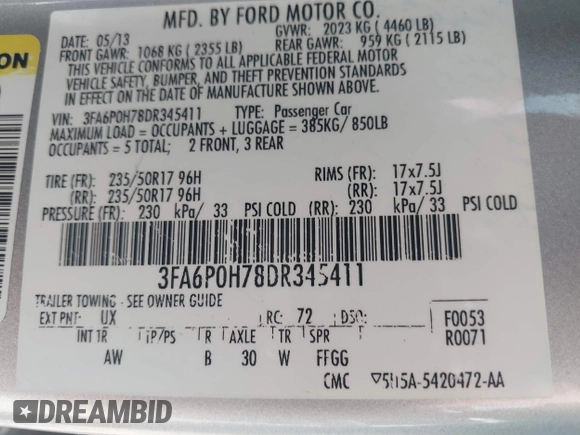 MFD. BY FORD MOTOR CO.
DATE: 05/13
GVWR: 2023 KG (4460 LB)
FRONT GAWR: 1068 KG (2355 LB)
REAR GAWR: 959 KG (2115 LB)
THIS VEHICLE CONFORMS TO ALL APPLICABLE FEDERAL MOTOR
VEHICLE SAFETY, BUMPER, AND THEFT PREVENTION STANDARDS
IN EFFECT ON THE DATE OF MANUFACTURE SHOWN ABOVE.
VIN: 3FA6P0H78DR345411 TYPE: Passenger Car
MAXIMUM LOAD = OCCUPANTS + LUGGAGE = 385KG/850LB
OCCUPANTS = 5 TOTAL; 2 FRONT, 3 REAR
TIRE (FR): 235/50R17 96H RIMS (FR): 17x7.5J
(RR): 235/50R17 96H (RR): 17x7.5J
PRESSURE (FR): 230 kPa/ 33 PSI COLD (RR): 230 kPa/ 33 PSI COLD
3FA6P0H78DR345411
TRAILER TOWING - SEE OWNER GUIDE
EXT PNT: UX RC: 72 DSO: F0053
INT TR TP/PS R AXLE TR SPR R0071
AW B 30 W FFGG
CMC 5U5A-5420472-AA
DREAMBID